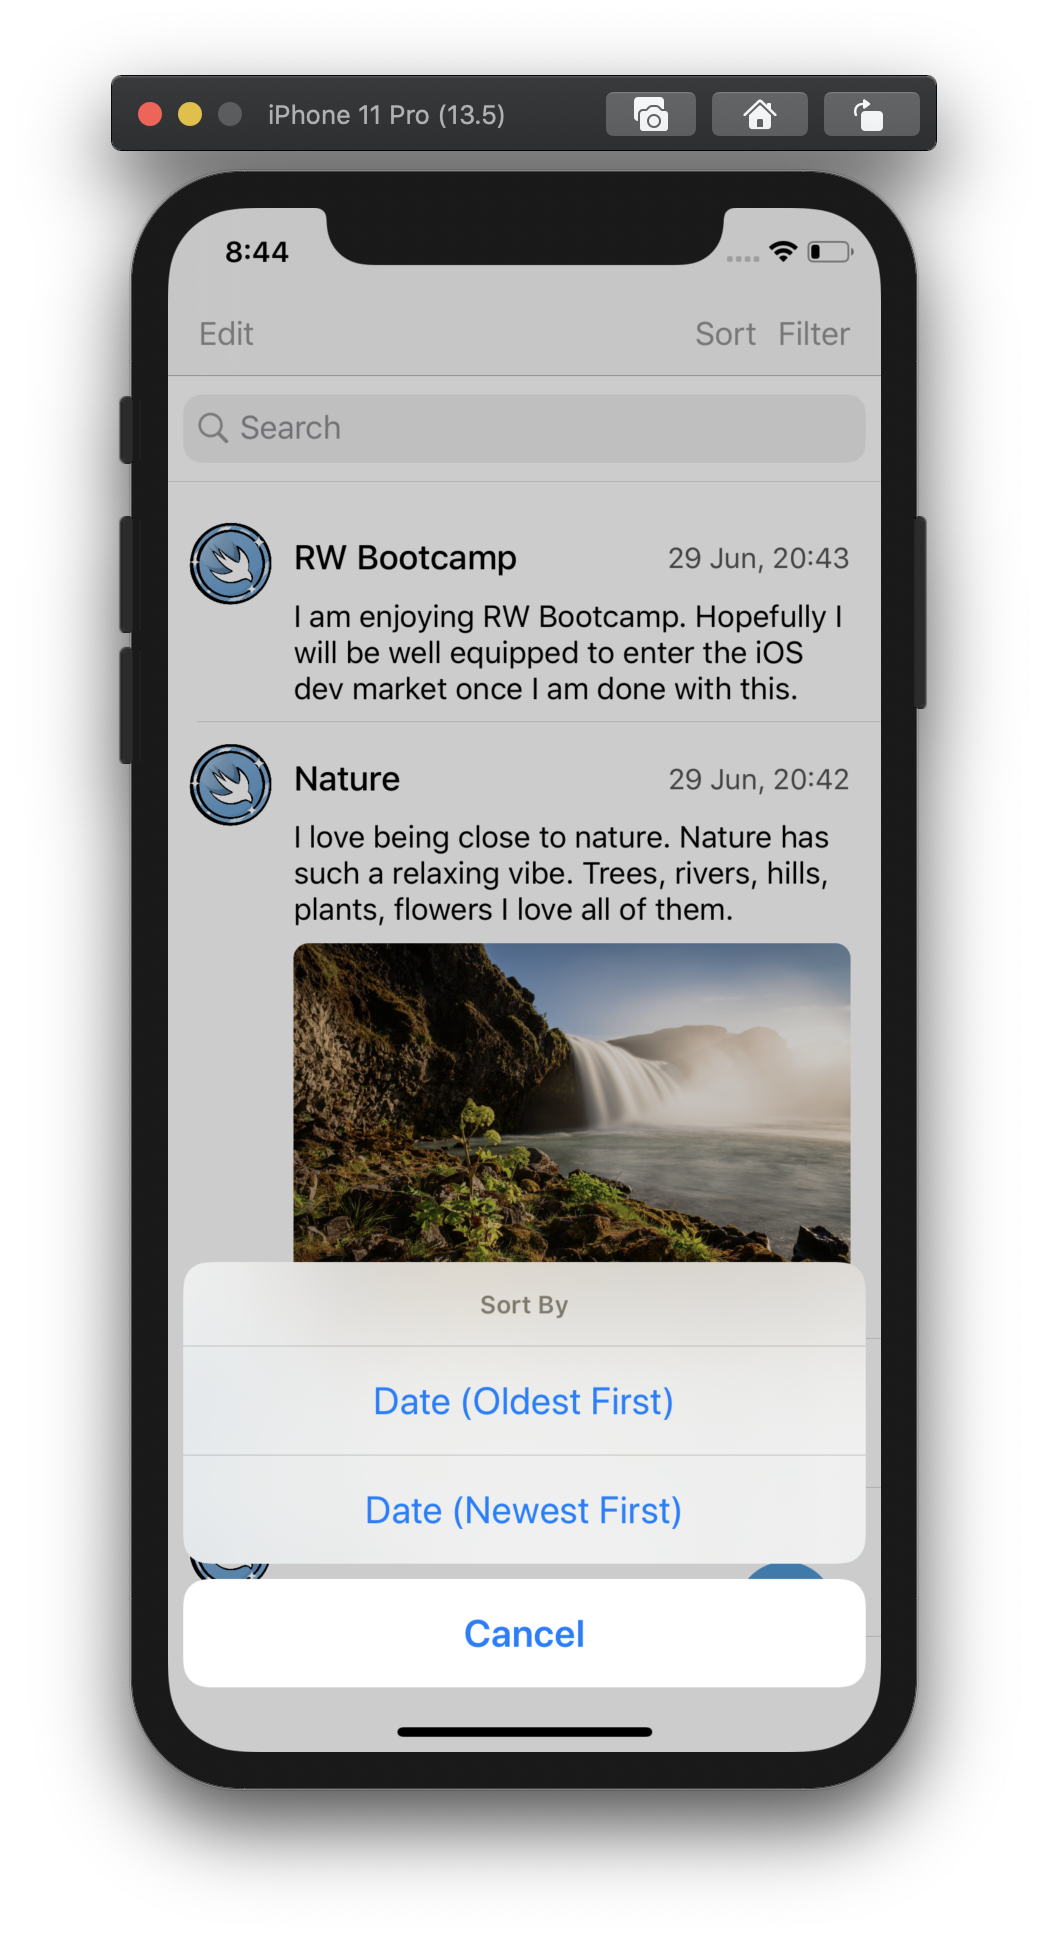 iPhone 11 Pro (13.5)
8:44
Edit
Sort Filter
Search
RW Bootcamp
29 Jun, 20:43
I am enjoying RW Bootcamp. Hopefully I
will be well equipped to enter the iOS
dev market once I am done with this.
Nature
29 Jun, 20:42
I love being close to nature. Nature has
such a relaxing vibe. Trees, rivers, hills,
plants, flowers I love all of them.
Sort By
Date (Oldest First)
Date (Newest First)
Cancel